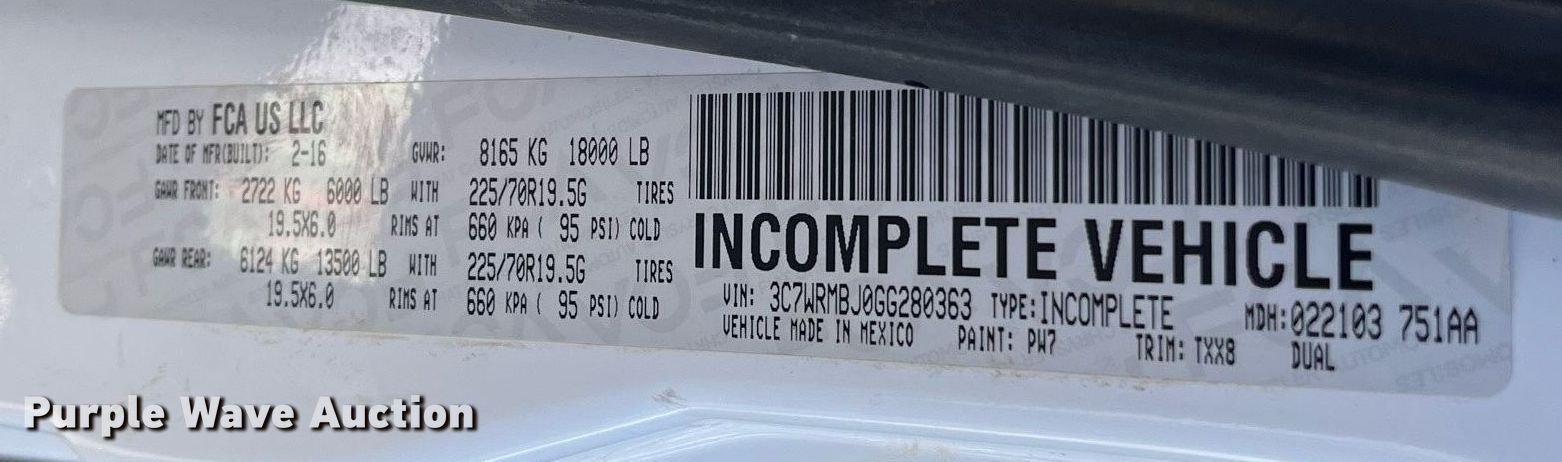 MFD BY FCA US LLC
DATE OF MFR(BUILT): 2-16 GVWR: 8165 KG 18000 LB
GAWR FRONT: 2722 KG 6000 LB WITH 225/70R19.5G TIRES
19.5X6.0 RIMS AT 660 KPA ( 95 PSI) COLD
GAWR REAR: 6124 KG 13500 LB WITH 225/70R19.5G TIRES
19.5X6.0 RIMS AT 660 KPA ( 95 PSI) COLD
INCOMPLETE VEHICLE
VIN: 3C7WRMBJ0GG280363 TYPE: INCOMPLETE MDH: 022103 751AA
VEHICLE MADE IN MEXICO PAINT: PW7 TRIM: TXX8 DUAL
Purple Wave Auction